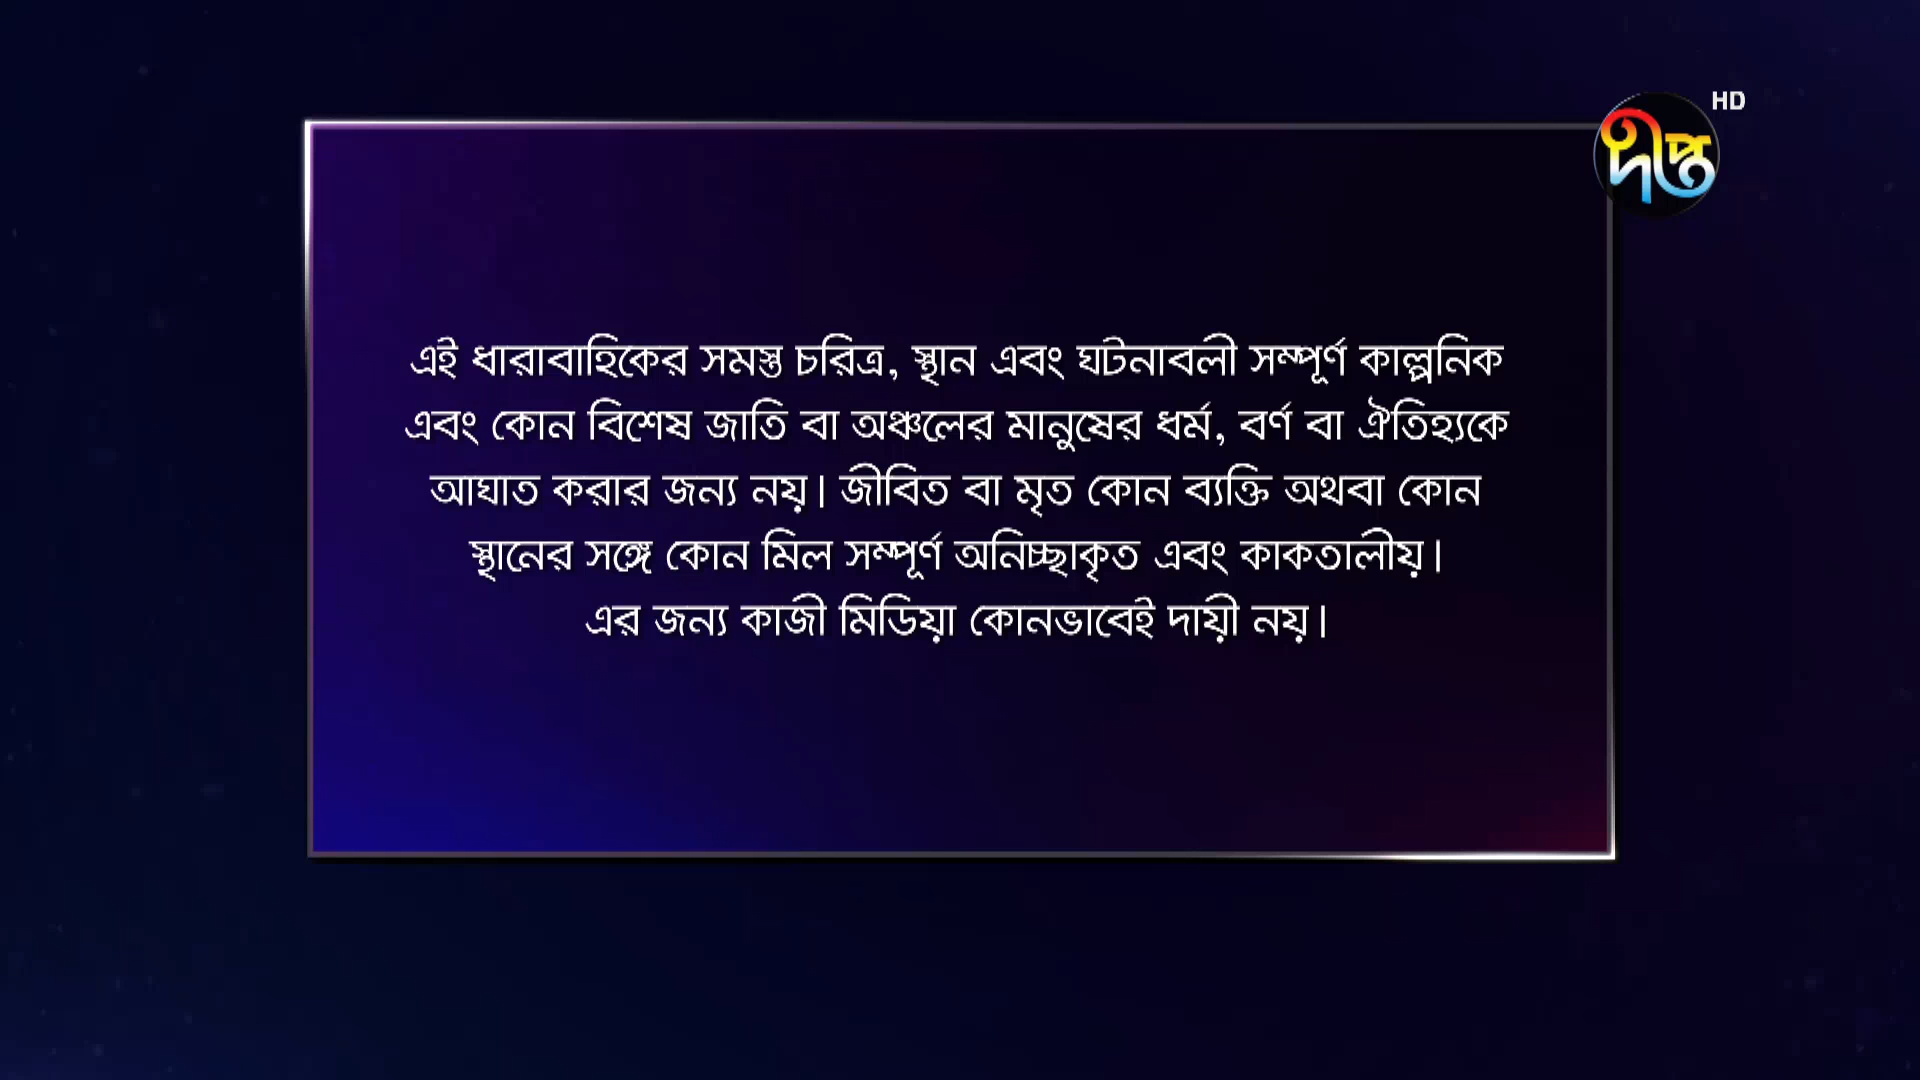 HD
দীপ্ত
এই ধারাবাহিকের সমস্ত চরিত্র, স্থান এবং ঘটনাবলী সম্পূর্ণ কাল্পনিক
এবং কোন বিশেষ জাতি বা অঞ্চলের মানুষের ধর্ম, বর্ণ বা ঐতিহ্যকে
আঘাত করার জন্য নয়। জীবিত বা মৃত কোন ব্যক্তি অথবা কোন
স্থানের সঙ্গে কোন মিল সম্পূর্ণ অনিচ্ছাকৃত এবং কাকতালীয়।
এর জন্য কাজী মিডিয়া কোনভাবেই দায়ী নয়।